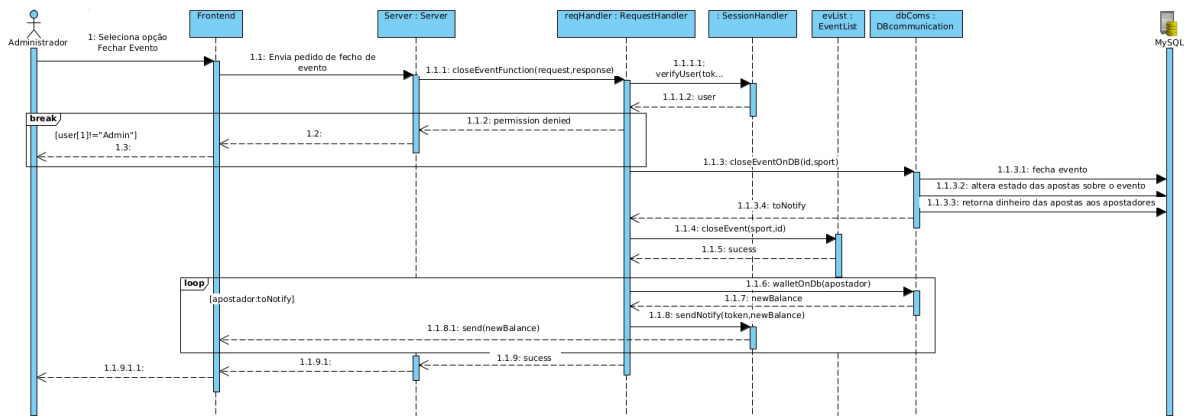 Administrador
Frontend
Server : Server
reqHandler : RequestHandler
: SessionHandler
evList :
EventList
dbComs :
DBcommunication
MySQL
1: Seleciona opção
Fechar Evento
1.1: Envia pedido de fecho de
evento
1.1.1: closeEventFunction(request,response)
1.1.1.1:
verifyUser(tok...
1.1.1.2: user
break
[user[1]!="Admin"]
1.1.2: permission denied
1.2:
1.3:
1.1.3: closeEventOnDB(id,sport)
1.1.3.1: fecha evento
1.1.3.2: altera estado das apostas sobre o evento
1.1.3.3: retorna dinheiro das apostas aos apostadores
1.1.3.4: toNotify
1.1.4: closeEvent(sport,id)
1.1.5: sucess
loop
[apostador:toNotify]
1.1.6: walletOnDb(apostador)
1.1.7: newBalance
1.1.8: sendNotify(token,newBalance)
1.1.8.1: send(newBalance)
1.1.9: sucess
1.1.9.1:
1.1.9.1.1: